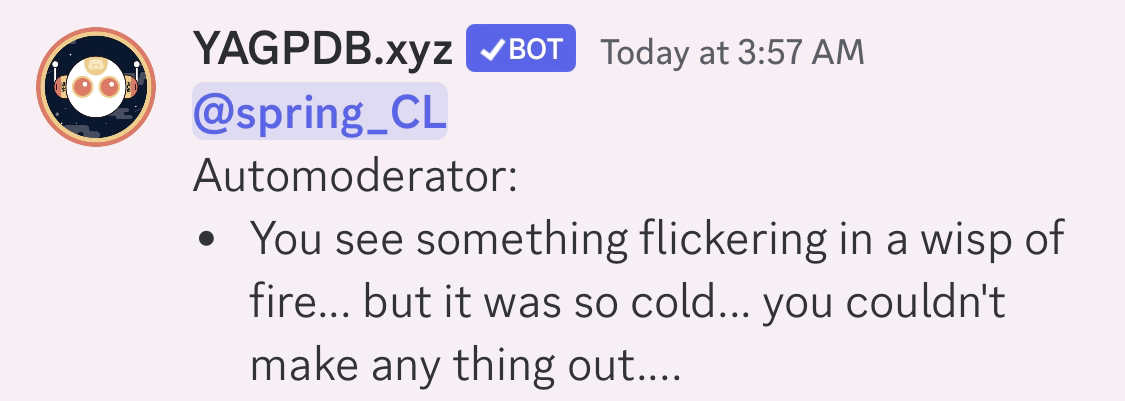 YAGPDB.xyz ✓BOT Today at 3:57 AM
@spring_CL
Automoderator:
• You see something flickering in a wisp of
fire... but it was so cold... you couldn't
make any thing out....